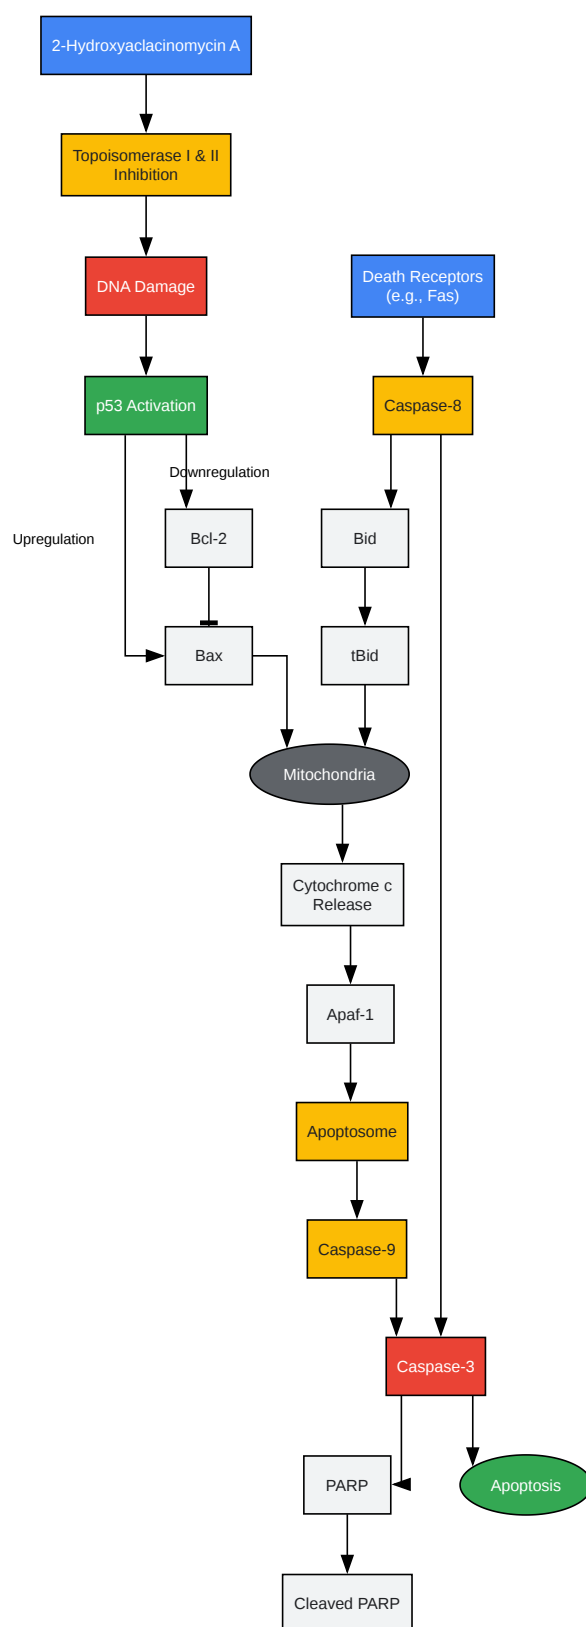 2-Hydroxyaclacinomycin A
Topoisomerase I & II
Inhibition
DNA Damage
Death Receptors
(e.g., Fas)
p53 Activation
Caspase-8
Downregulation
Upregulation
Bcl-2
Bid
Bax
tBid
Mitochondria
Cytochrome c
Release
Apaf-1
Apoptosome
Caspase-9
Caspase-3
PARP
Apoptosis
Cleaved PARP